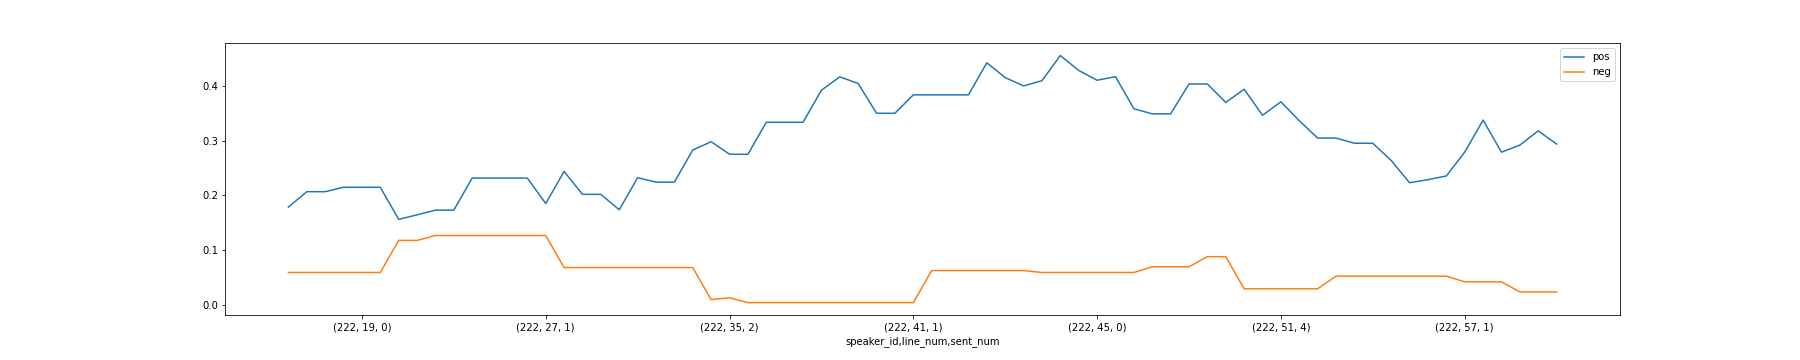 pos
neg
0.4
0.3
0.2
0.1
0.0
(222, 19, 0) (222, 27, 1) (222, 35, 2) (222, 41, 1) (222, 45, 0) (222, 51, 4) (222, 57, 1)
speaker_id,line_num,sent_num